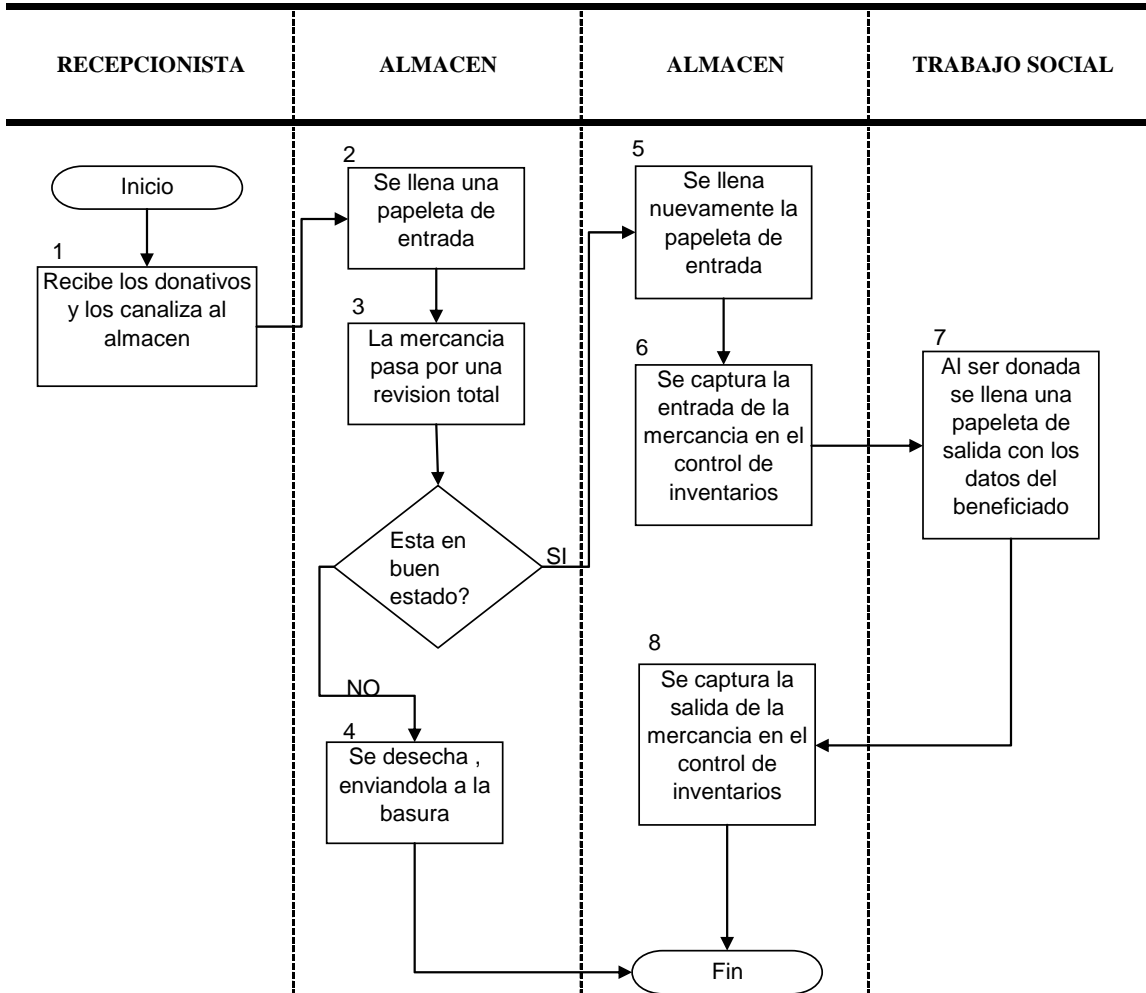 RECEPCIONISTA
ALMACEN
ALMACEN
TRABAJO SOCIAL
Inicio
1
Recibe los donativos
y los canaliza al
almacen
2
Se llena una
papeleta de
entrada
3
La mercancia
pasa por una
revision total
Esta en
buen
estado?
SI
NO
4
Se desecha ,
enviandola a la
basura
5
Se llena
nuevamente la
papeleta de
entrada
6
Se captura la
entrada de la
mercancia en el
control de
inventarios
7
Al ser donada
se llena una
papeleta de
salida con los
datos del
beneficiado
8
Se captura la
salida de la
mercancia en el
control de
inventarios
Fin